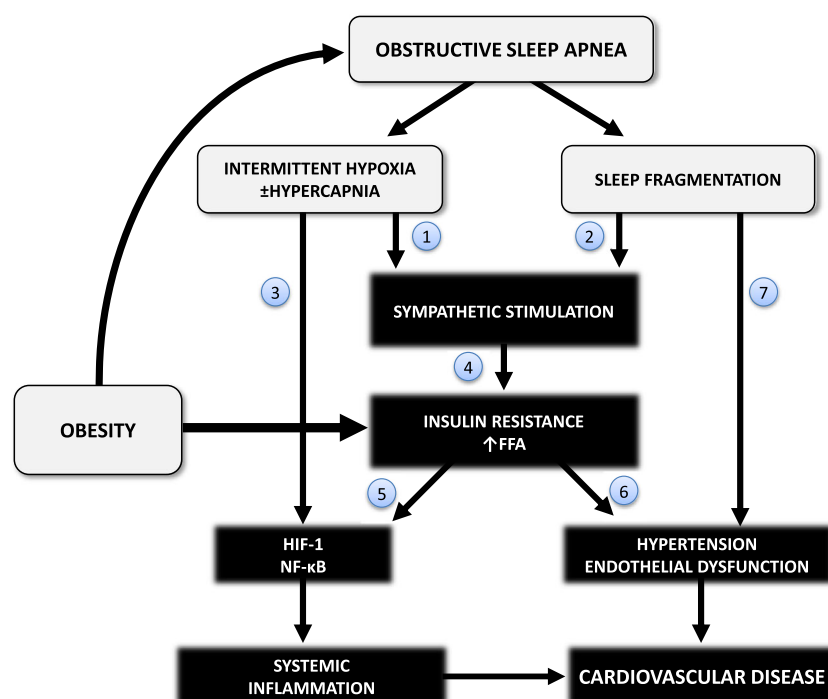 OBSTRUCTIVE SLEEP APNEA
INTERMITTENT HYPOXIA
±HYPERCAPNIA
SLEEP FRAGMENTATION
1
2
3
7
SYMPATHETIC STIMULATION
4
OBESITY
INSULIN RESISTANCE
↑FFA
5
6
HIF-1
NF-κB
HYPERTENSION
ENDOTHELIAL DYSFUNCTION
SYSTEMIC
INFLAMMATION
CARDIOVASCULAR DISEASE